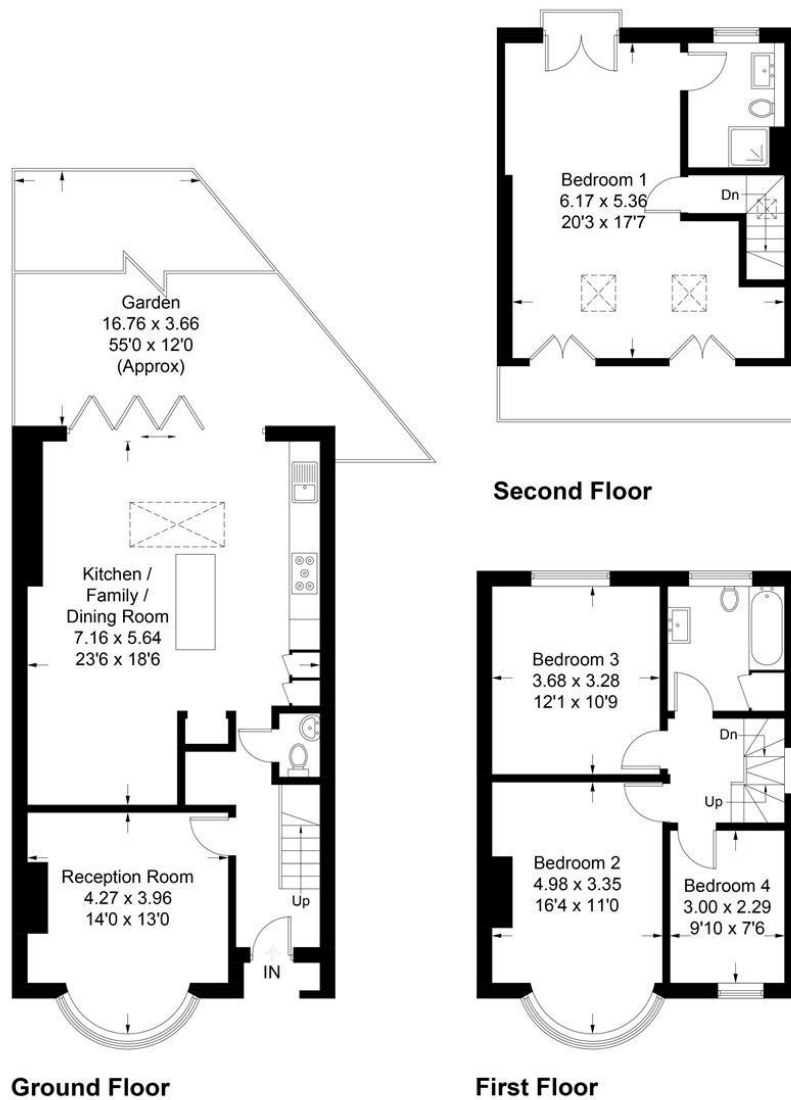 Garden
16.76 x 3.66
55'0 x 12'0
(Approx)
Kitchen /
Family /
Dining Room
7.16 x 5.64
23'6 x 18'6
Reception Room
4.27 x 3.96
14'0 x 13'0
Up
IN
Ground Floor
Bedroom 1
6.17 x 5.36
20'3 x 17'7
Dn
Second Floor
Bedroom 3
3.68 x 3.28
12'1 x 10'9
Dn
Up
Bedroom 2
4.98 x 3.35
16'4 x 11'0
Bedroom 4
3.00 x 2.29
9'10 x 7'6
First Floor